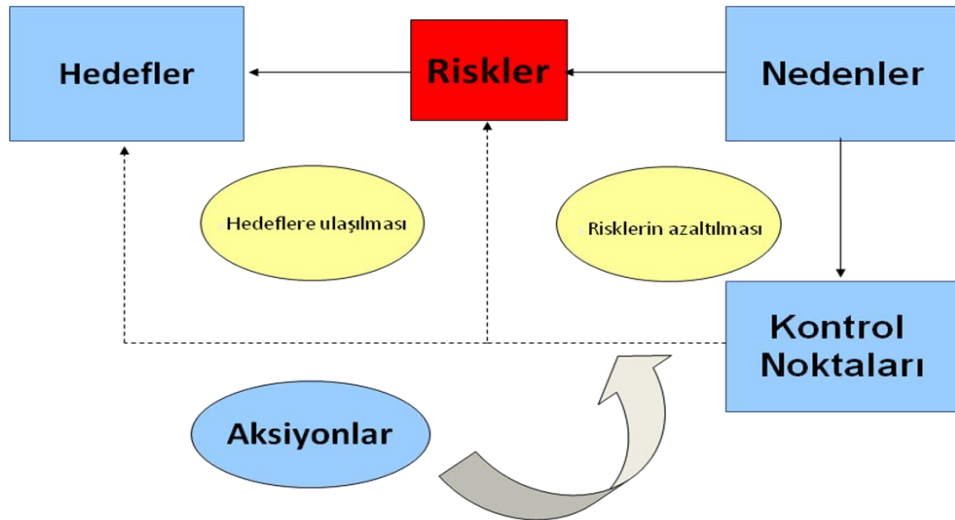 Hedefler
Riskler
Nedenler
Hedeflere ulaşılması
Risklerin azaltılması
Kontrol
Noktaları
Aksiyonlar